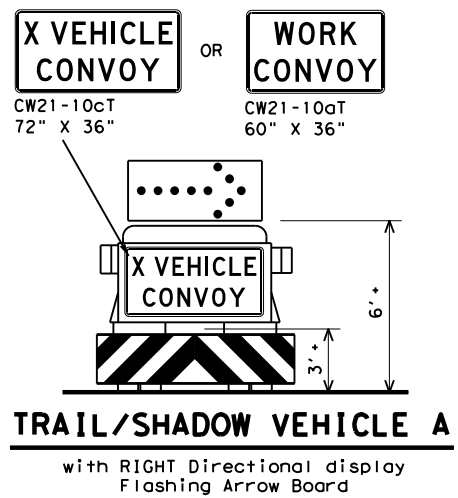 X VEHICLE
CONVOY
OR
WORK
CONVOY
CW21-10cT
72" X 36"
CW21-10aT
60" X 36"
X VEHICLE
CONVOY
6' +
3' +
TRAIL/SHADOW VEHICLE A
with RIGHT Directional display
Flashing Arrow Board